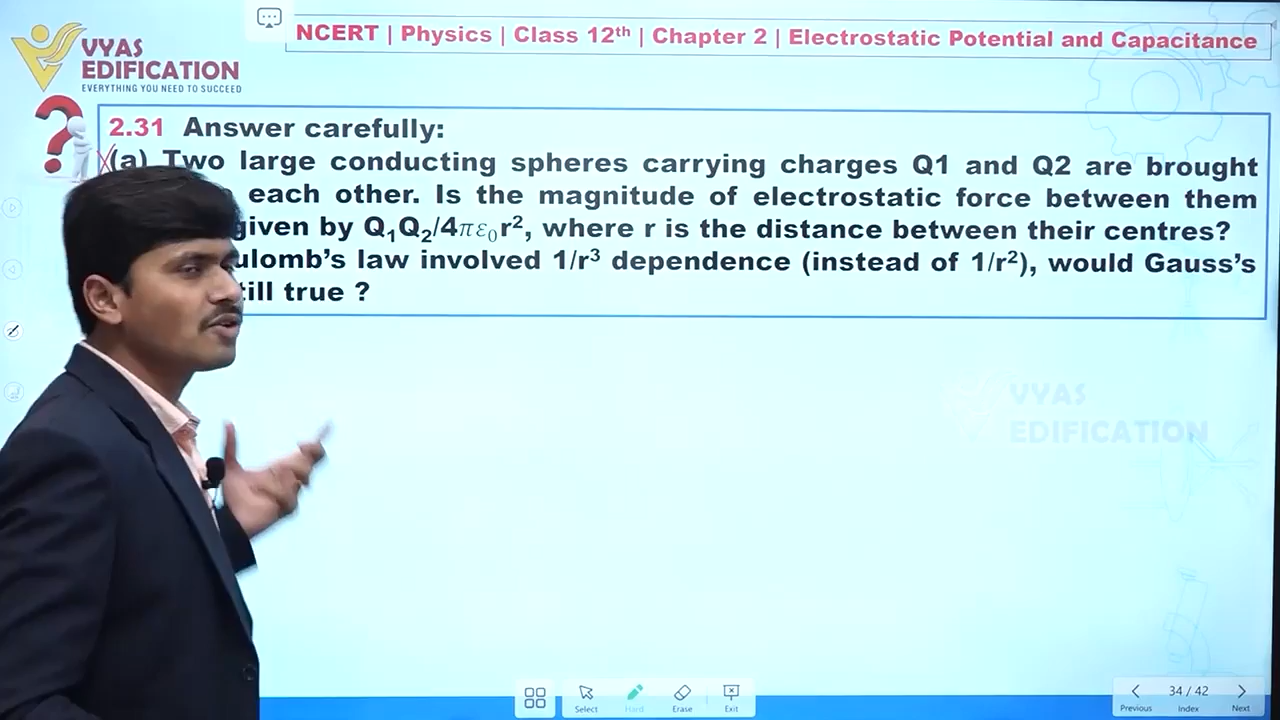 NCERT | Physics | Class 12th | Chapter 2 | Electrostatic Potential and Capacitance
VYAS
EDIFICATION
EVERYTHING YOU NEED TO SUCCEED
2.31 Answer carefully:
(a) Two large conducting spheres carrying charges Q1 and Q2 are brought
each other. Is the magnitude of electrostatic force between them
given by Q₁Q₂/4πε₀r², where r is the distance between their centres?
involved 1/r³ dependence (instead of 1/r²), would Gauss's
true ?
VYAS
EDIFICATION
Select
Hard
Erase
Exit
34 / 42
Previous
Index
Next